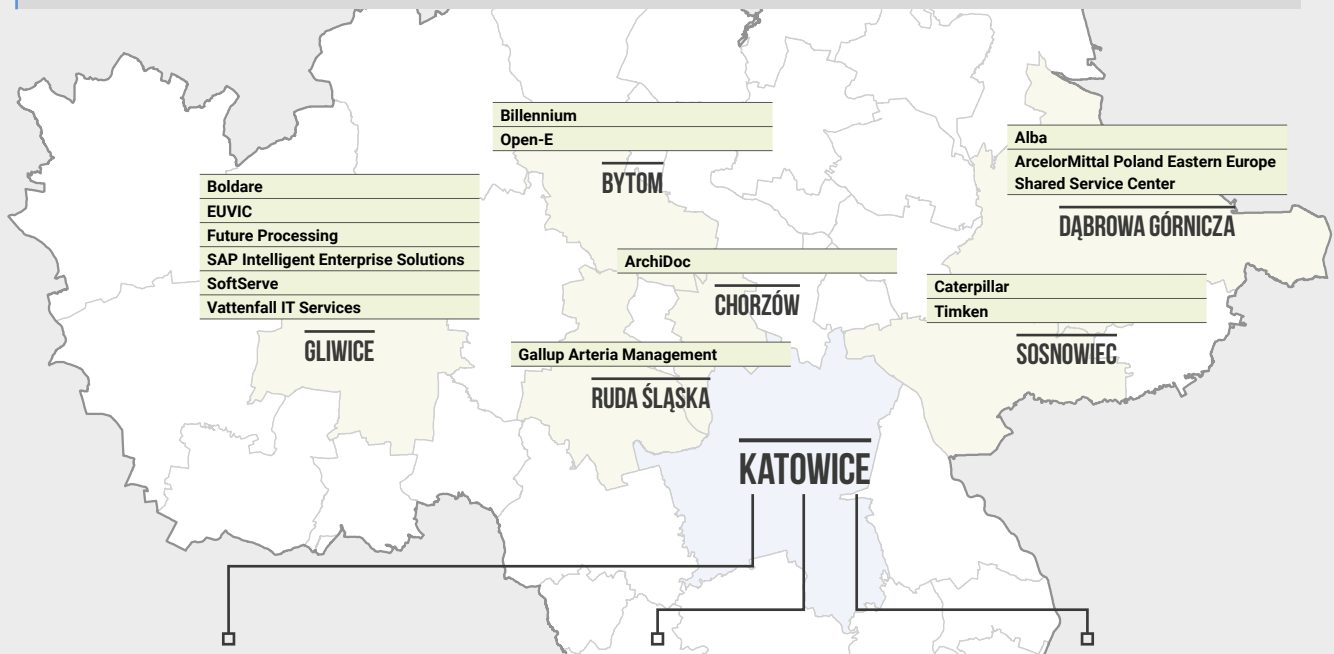 Billennium
Open-E
BYTOM
Alba
ArcelorMittal Poland Eastern Europe
Shared Service Center
DĄBROWA GÓRNICZA
Boldare
EUVIC
Future Processing
SAP Intelligent Enterprise Solutions
SoftServe
Vattenfall IT Services
GLIWICE
ArchiDoc
CHORZÓW
Caterpillar
Timken
SOSNOWIEC
Gallup Arteria Management
RUDA ŚLĄSKA
KATOWICE